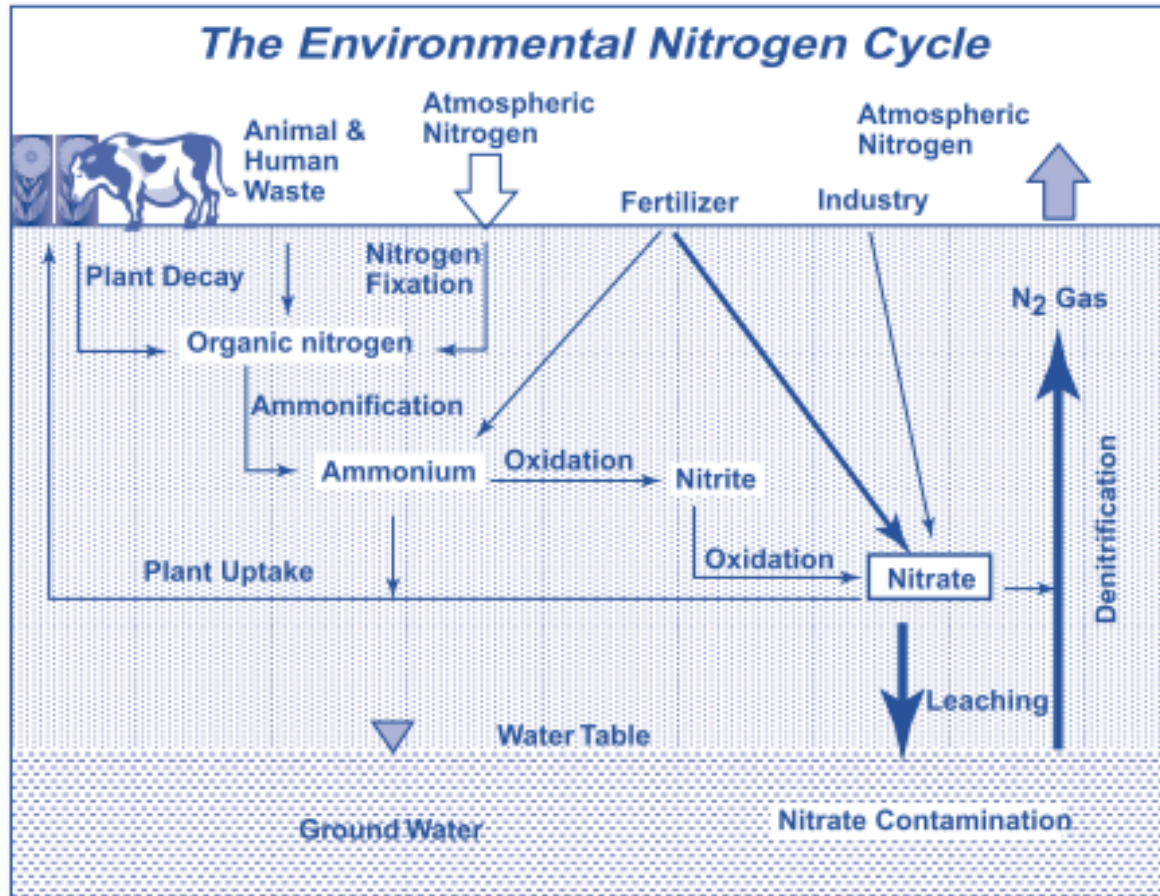 The Environmental Nitrogen Cycle
Animal &
Human
Waste
Atmospheric
Nitrogen
Fertilizer
Industry
Atmospheric
Nitrogen
Plant Decay
Nitrogen
Fixation
N2 Gas
Organic nitrogen
Ammonification
Ammonium
Oxidation
Nitrite
Denitrification
Plant Uptake
Oxidation
Nitrate
Leaching
Water Table
Ground Water
Nitrate Contamination